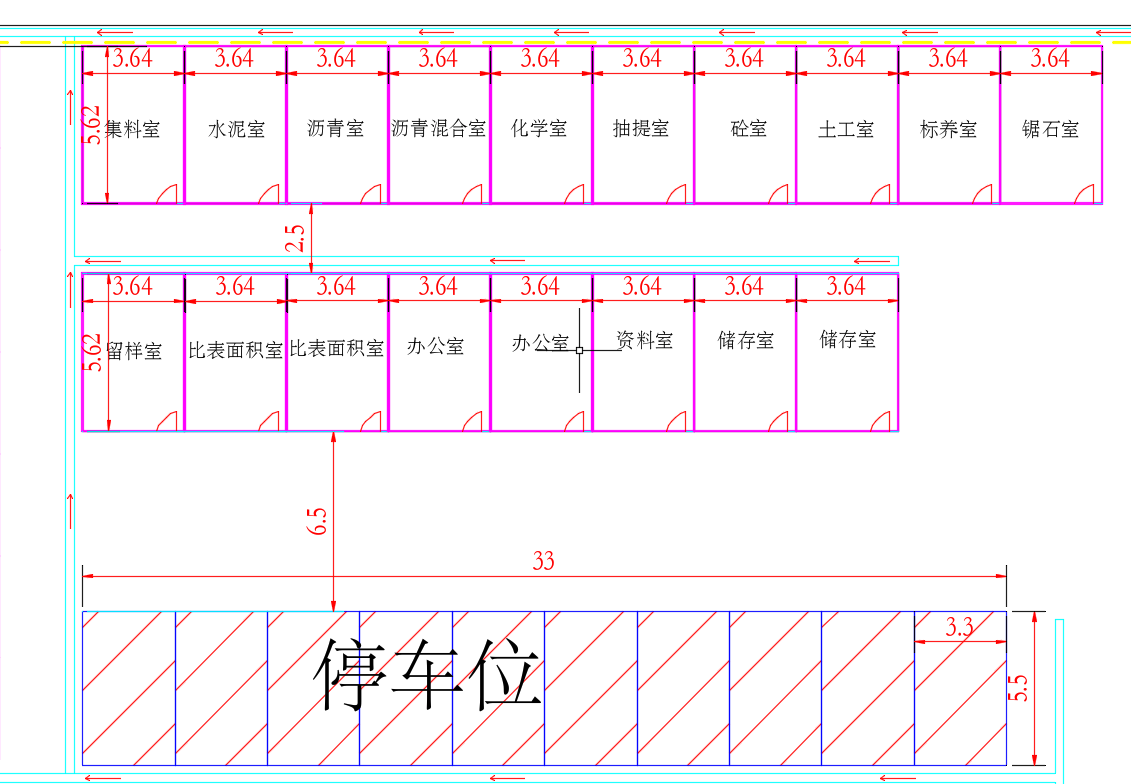 3.64 3.64 3.64 3.64 3.64 3.64 3.64 3.64 3.64 3.64
5.62
集料室 水泥室 沥青室 沥青混合室 化学室 抽提室 砼室 土工室 标养室 锯石室
2.5
3.64 3.64 3.64 3.64 3.64 3.64 3.64 3.64
5.62
留样室 比表面积室 比表面积室 办公室 办公室 资料室 储存室 储存室
6.5
33
3.3
停车位
5.5